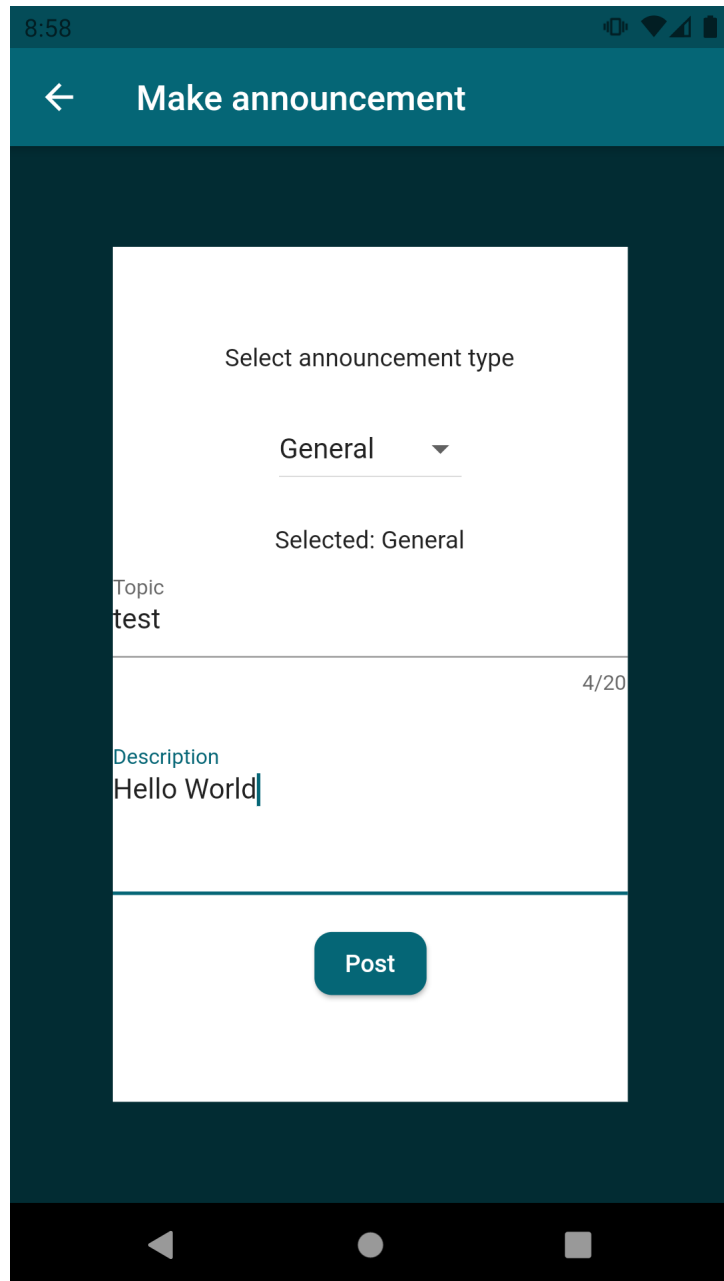 8:58
Make announcement
Select announcement type
General
Selected: General
Topic
test
4/20
Description
Hello World
Post